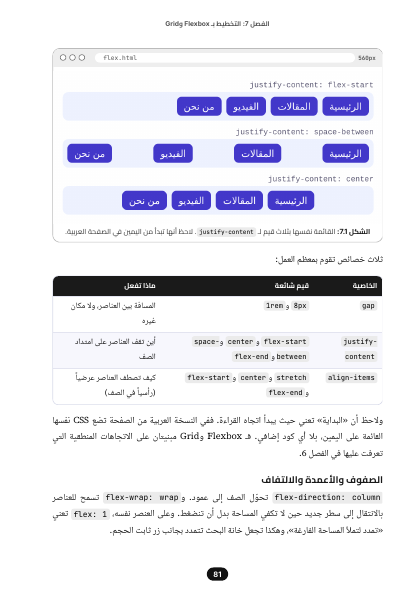 الفصل 7: التخطيط بـ Flexbox وGrid
flex.html 560px
justify-content: flex-start
الرئيسية المقالات الفيديو من نحن
justify-content: space-between
الرئيسية المقالات الفيديو من نحن
justify-content: center
الرئيسية المقالات الفيديو من نحن
الشكل 7.1: القائمة نفسها بثلاث قيم لـ justify-content. لاحظ أنها تبدأ من اليمين في الصفحة العربية.
ثلاث خصائص تقوم بمعظم العمل:
الخاصية قيم شائعة ماذا تفعل
gap 8px و 1rem المسافة بين العناصر، ولا مكان
غيره
justify- flex-start و center و space- أين تقف العناصر على امتداد
content between و flex-end الصف
align-items stretch و center و flex-start كيف تصطف العناصر عرضياً
و flex-end (رأسياً في الصف)
ولاحظ أن «البداية» تعني حيث يبدأ اتجاه القراءة. ففي النسخة العربية من الصفحة تضع CSS نفسها
القائمة على اليمين، بلا أي كود إضافي. فـ Flexbox وGrid مبنيتان على الاتجاهات المنطقية التي
تعرفت عليها في الفصل 6.
الصفوف والأعمدة والالتفاف
flex-direction: column تحوّل الصف إلى عمود. و flex-wrap: wrap تسمح للعناصر
بالانتقال إلى سطر جديد حين لا تكفي المساحة بدل أن تنضغط. وعلى العنصر نفسه، flex: 1 تعني
«تمدد لتملأ المساحة الفارغة»، وهكذا تجعل خانة البحث تتمدد بجانب زر ثابت الحجم.
81